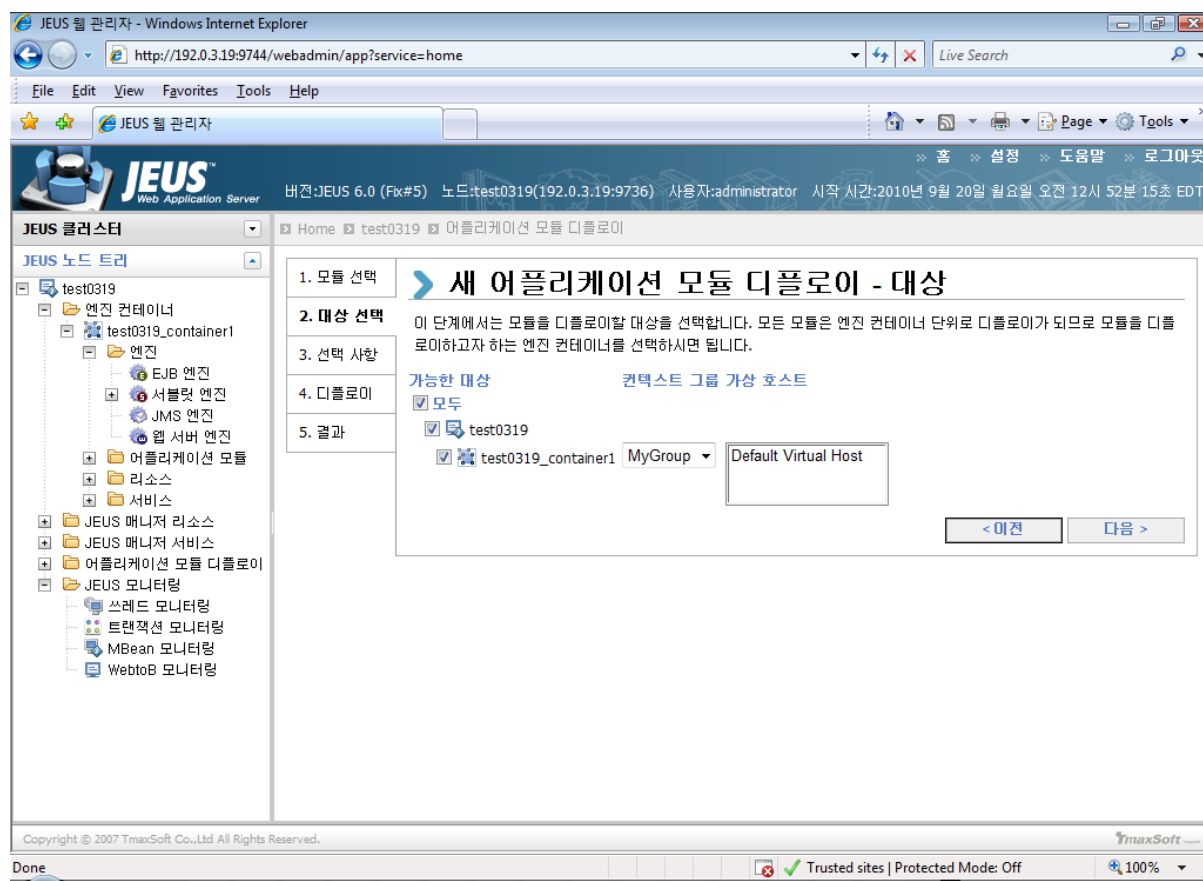 JEUS 웹 관리자 - Windows Internet Explorer
http://192.0.3.19:9744/webadmin/app?service=home
Live Search
File Edit View Favorites Tools Help
JEUS 웹 관리자
Page Tools
홈 설정 도움말 로그아웃
JEUS™
Web Application Server
버전:JEUS 6.0 (Fix#5) 노드:test0319(192.0.3.19:9736) 사용자:administrator 시작 시간:2010년 9월 20일 월요일 오전 12시 52분 15초 EDT
JEUS 클러스터
Home test0319 어플리케이션 모듈 디플로이
JEUS 노드 트리
test0319
엔진 컨테이너
test0319_container1
엔진
EJB 엔진
서블릿 엔진
JMS 엔진
웹 서버 엔진
어플리케이션 모듈
리소스
서비스
JEUS 매니저 리소스
JEUS 매니저 서비스
어플리케이션 모듈 디플로이
JEUS 모니터링
쓰레드 모니터링
트랜잭션 모니터링
MBean 모니터링
WebtoB 모니터링
1. 모듈 선택
2. 대상 선택
3. 선택 사항
4. 디플로이
5. 결과
새 어플리케이션 모듈 디플로이 - 대상
이 단계에서는 모듈을 디플로이할 대상을 선택합니다. 모든 모듈은 엔진 컨테이너 단위로 디플로이가 되므로 모듈을 디플
로이하고자 하는 엔진 컨테이너를 선택하시면 됩니다.
가능한 대상 컨텍스트 그룹 가상 호스트
모두
test0319
test0319_container1 MyGroup Default Virtual Host
< 이전 다음 >
Copyright © 2007 TmaxSoft Co.,Ltd All Rights Reserved.
TmaxSoft
Done
Trusted sites | Protected Mode: Off
100%